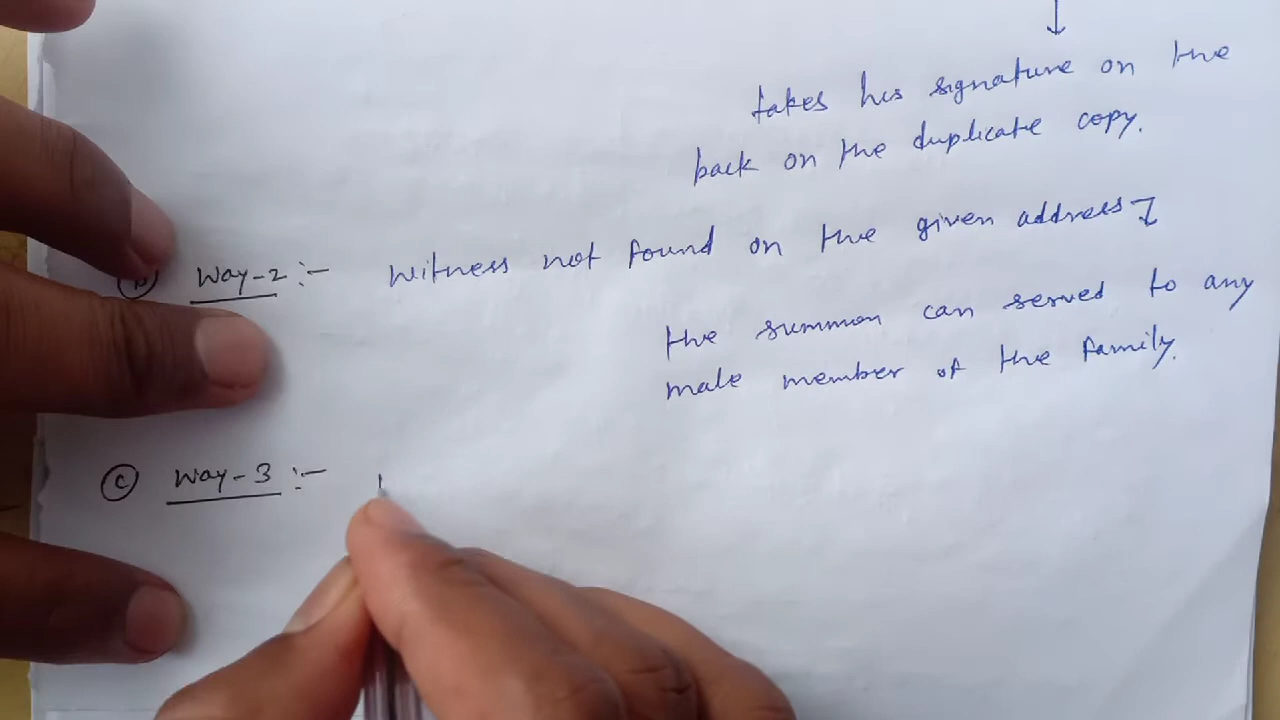 takes his signature on the
back on the duplicate copy.
Way-2 :- Witness not found on the given address
the summon can served to any
male member of the family.
(C) Way-3 :-